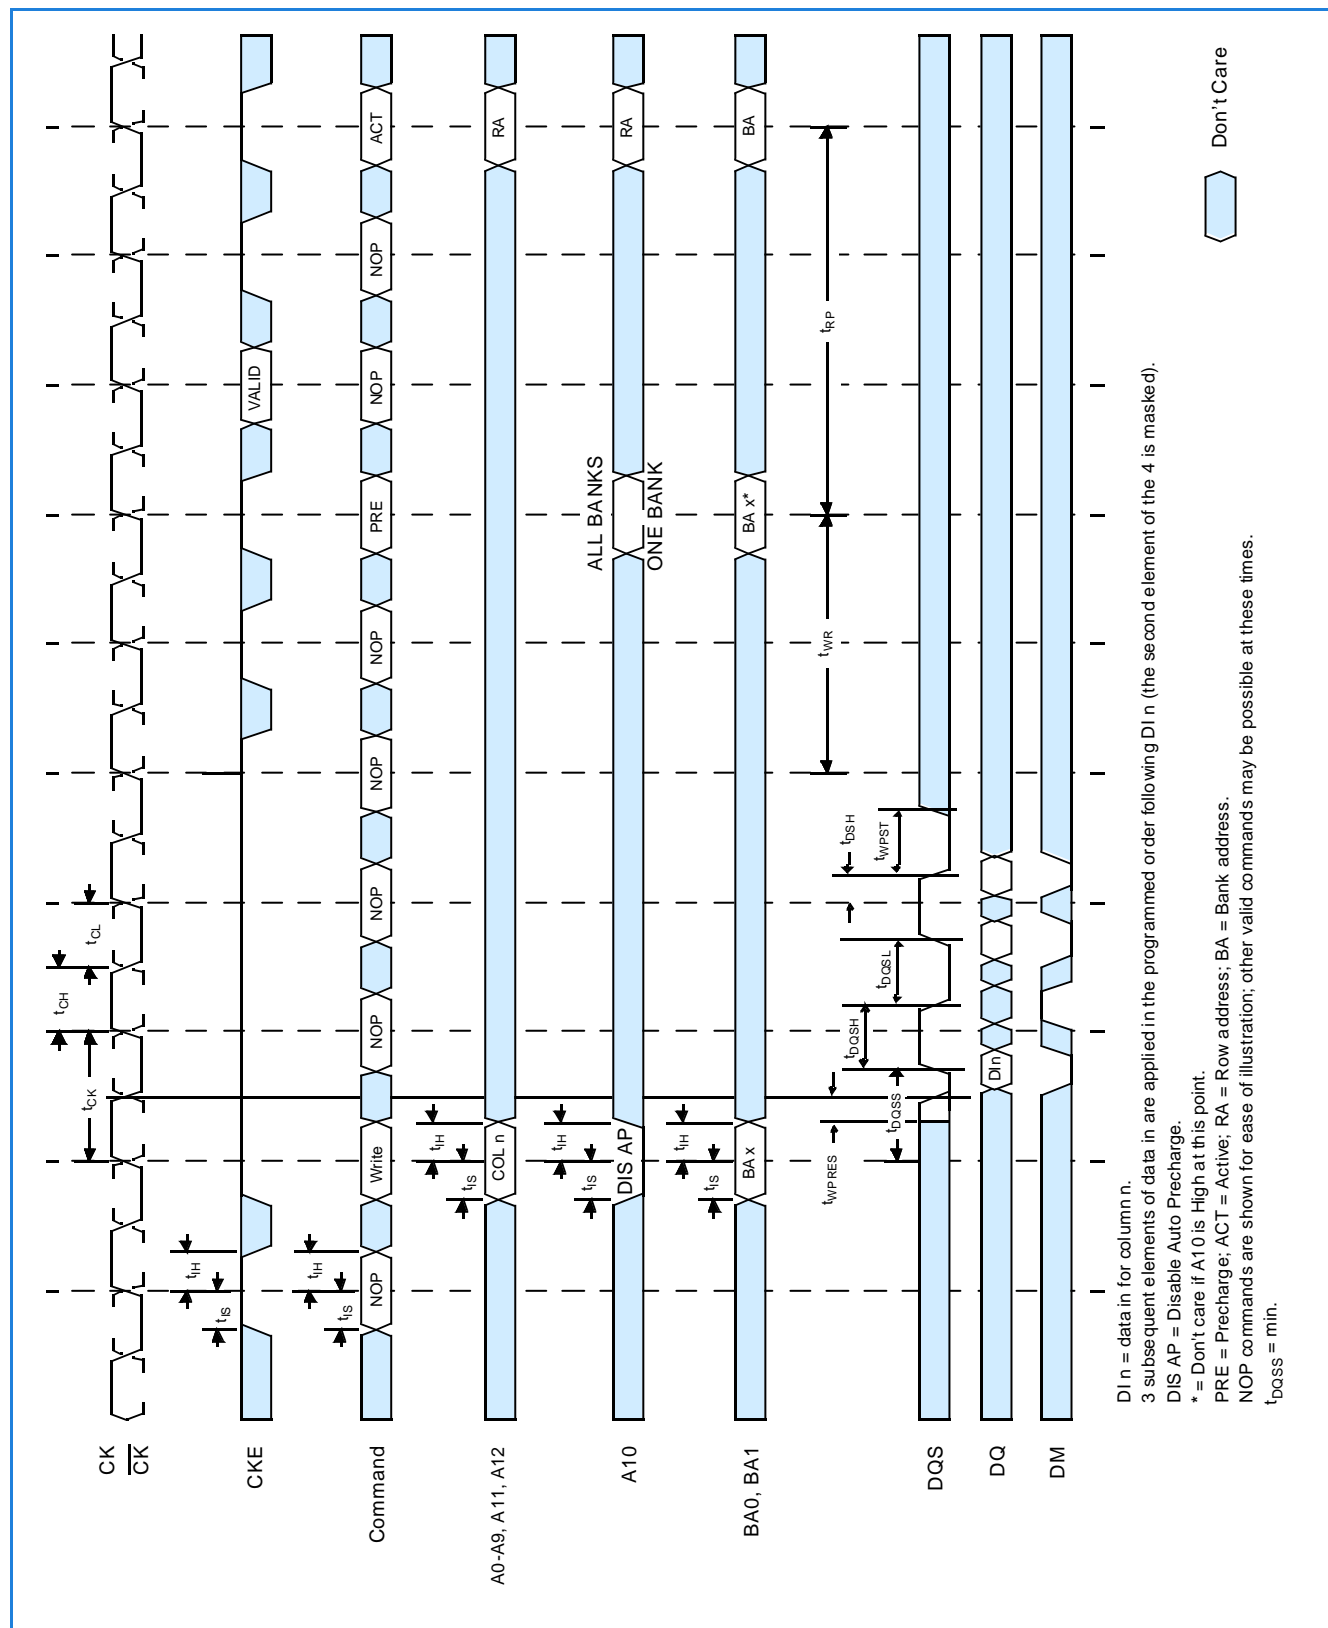 tCH
tCK tCL
CK
CK
tIH
tIS
CKE VALID
tIH
tIS
Command NOP Write NOP NOP NOP NOP PRE NOP NOP ACT
tIH
tIS
A0-A9, A11, A12 COL n RA
tIH
tIS
ALL BANKS
A10 DIS AP RA
ONE BANK
tIH
tIS
BA0, BA1 BA x BA x* BA
tWPRES tWR tRP
tDSH
tDQSH
tDQSS tDQSL tWPST
DQS
DQ DI n
DM
DI n = data in for column n.
3 subsequent elements of data in are applied in the programmed order following DI n (the second element of the 4 is masked).
DIS AP = Disable Auto Precharge.
* = Don't care if A10 is High at this point.
PRE = Precharge; ACT = Active; RA = Row address; BA = Bank address.
NOP commands are shown for ease of illustration; other valid commands may be possible at these times.
tDQSS = min.
Don't Care